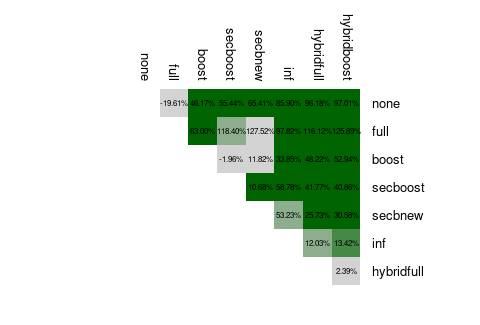 none full boost secboost secbnew inf hybridfull hybridboost
-19.61% 46.17% 55.44% 65.41% 85.90% 96.18% 97.01% none
63.00% 118.40% 127.52% 97.82% 116.12% 125.89% full
-1.96% 11.82% 33.89% 48.22% 52.94% boost
10.68% 58.78% 41.77% 40.86% secboost
53.23% 25.73% 30.58% secbnew
12.03% 13.42% inf
2.39% hybridfull